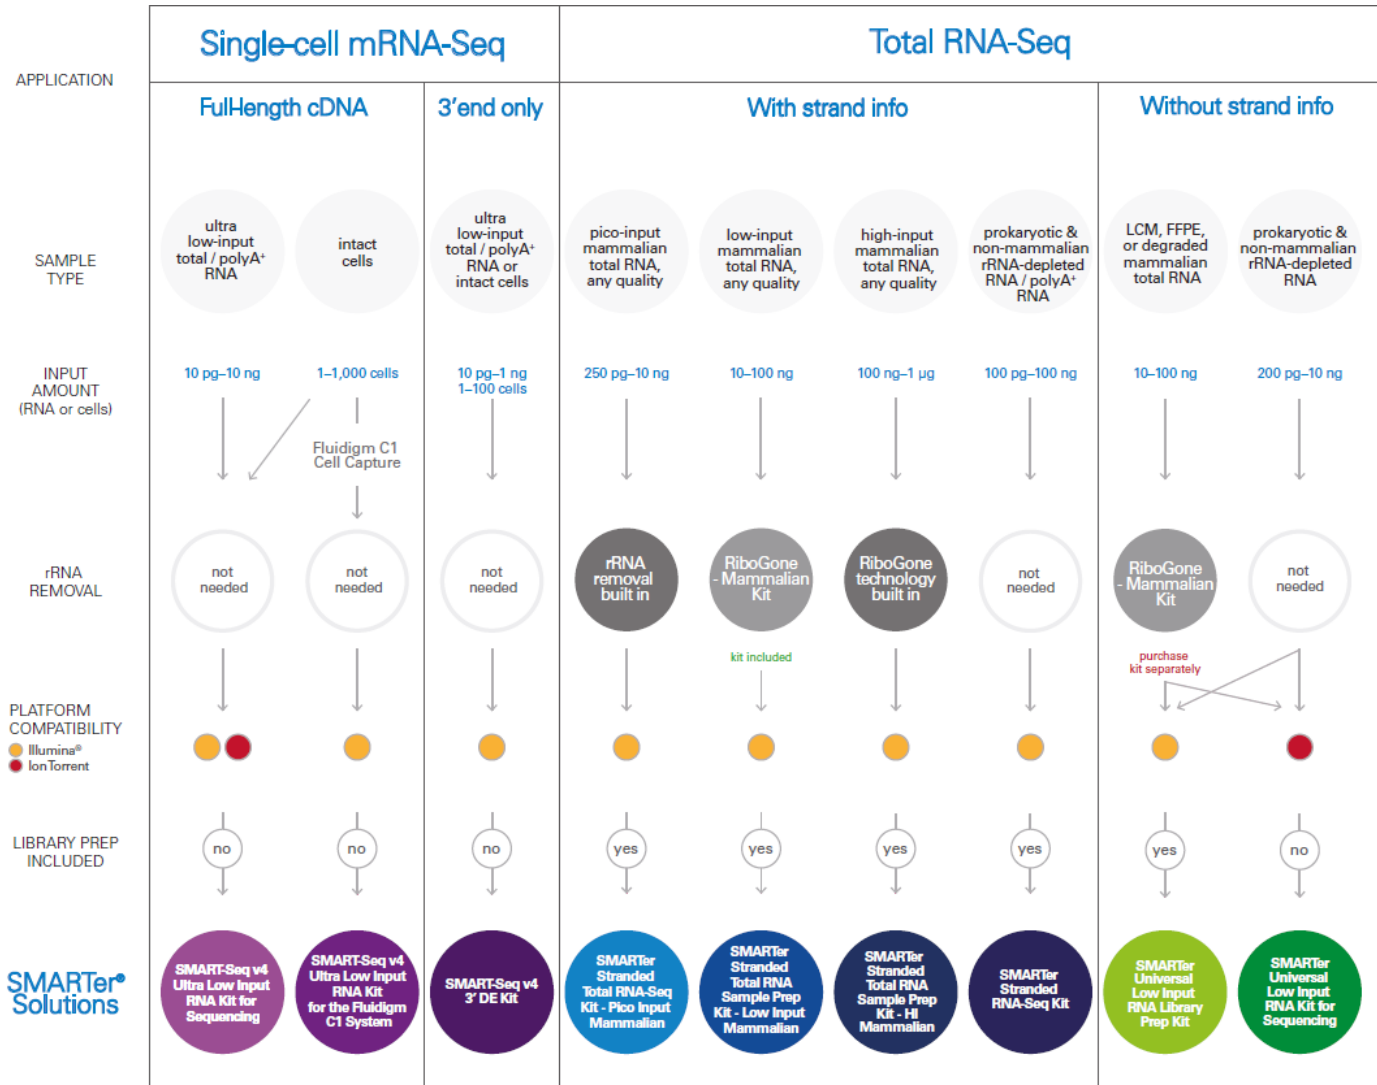 Single-cell mRNA-Seq
Total RNA-Seq
APPLICATION
Full-length cDNA
3’end only
With strand info
Without strand info
SAMPLE
TYPE
ultra
low-input
total / polyA+
RNA
intact
cells
ultra
low-input
total / polyA+
RNA or
intact cells
pico-input
mammalian
total RNA,
any quality
low-input
mammalian
total RNA,
any quality
high-input
mammalian
total RNA,
any quality
prokaryotic &
non-mammalian
rRNA-depleted
RNA / polyA+
RNA
LCM, FFPE,
or degraded
mammalian
total RNA
prokaryotic &
non-mammalian
rRNA-depleted
RNA
INPUT
AMOUNT
(RNA or cells)
10 pg–10 ng
1–1,000 cells
10 pg–1 ng
1–100 cells
250 pg–10 ng
10–100 ng
100 ng–1 µg
100 pg–100 ng
10–100 ng
200 pg–10 ng
Fluidigm C1
Cell Capture
rRNA
REMOVAL
not
needed
not
needed
not
needed
rRNA
removal
built in
RiboGone
- Mammalian
Kit
RiboGone
technology
built in
not
needed
RiboGone
- Mammalian
Kit
not
needed
kit included
purchase
kit separately
PLATFORM
COMPATIBILITY
Illumina®
Ion Torrent
LIBRARY PREP
INCLUDED
no
no
no
yes
yes
yes
yes
yes
no
SMARTer®
Solutions
SMART-Seq v4
Ultra Low Input
RNA Kit for
Sequencing
SMART-Seq v4
Ultra Low Input
RNA Kit
for the Fluidigm
C1 System
SMART-Seq v4
3’ DE Kit
SMARTer
Stranded
Total RNA-Seq
Kit - Pico Input
Mammalian
SMARTer
Stranded
Total RNA
Sample Prep
Kit - Low Input
Mammalian
SMARTer
Stranded
Total RNA
Sample Prep
Kit - HI
Mammalian
SMARTer
Stranded
RNA-Seq Kit
SMARTer
Universal
Low Input
RNA Library
Prep Kit
SMARTer
Universal
Low Input
RNA Kit for
Sequencing